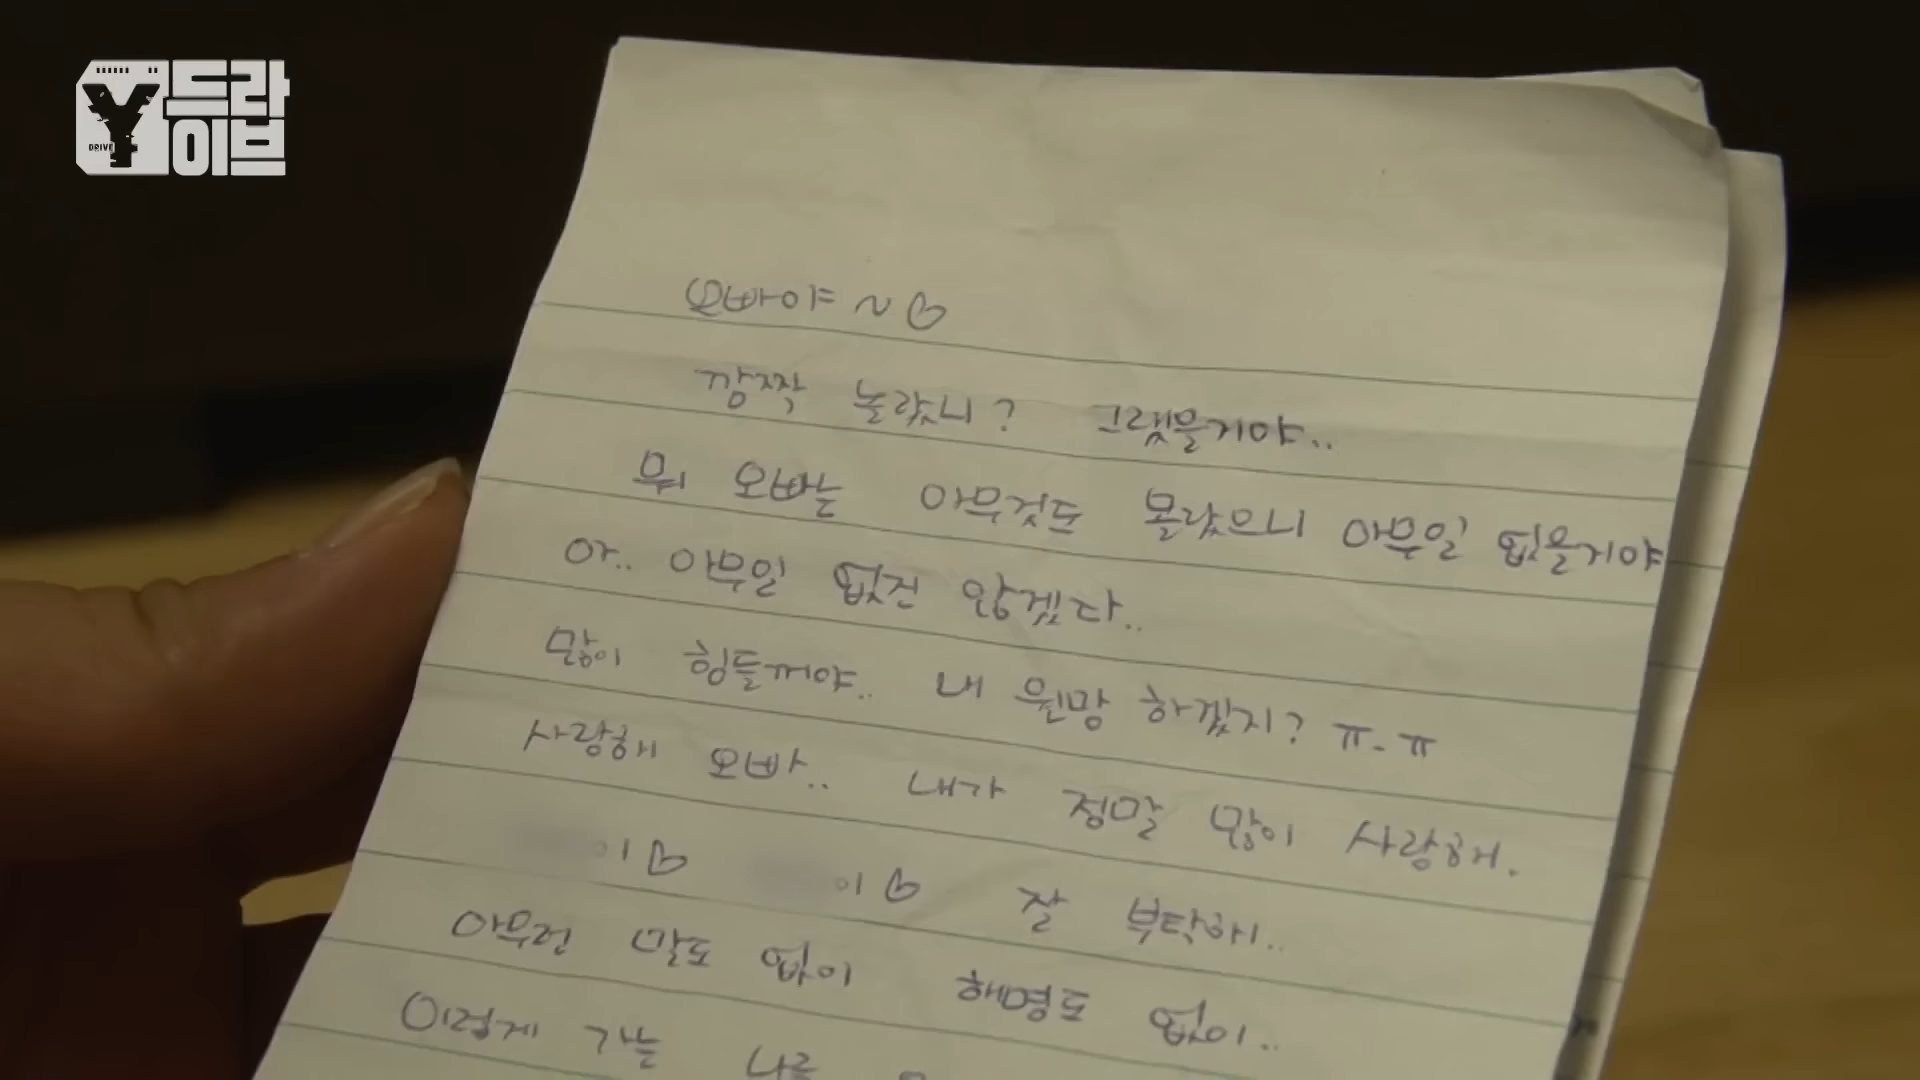 Y드라이브
DRIVE
오빠야~♡
깜짝 놀랐니? 그랬을거야..
뭐 오빠는 아무것도 몰랐으니 아무일 없을거야
아.. 아무일 없진 않겠다..
많이 힘들꺼야.. 내 원망 하겠지? ㅠ-ㅠ
사랑해 오빠.. 내가 정말 많이 사랑해.
이♡ 이♡ 잘 부탁해..
아무런 말도 없이 해명도 없이..
이렇게 가는 나를